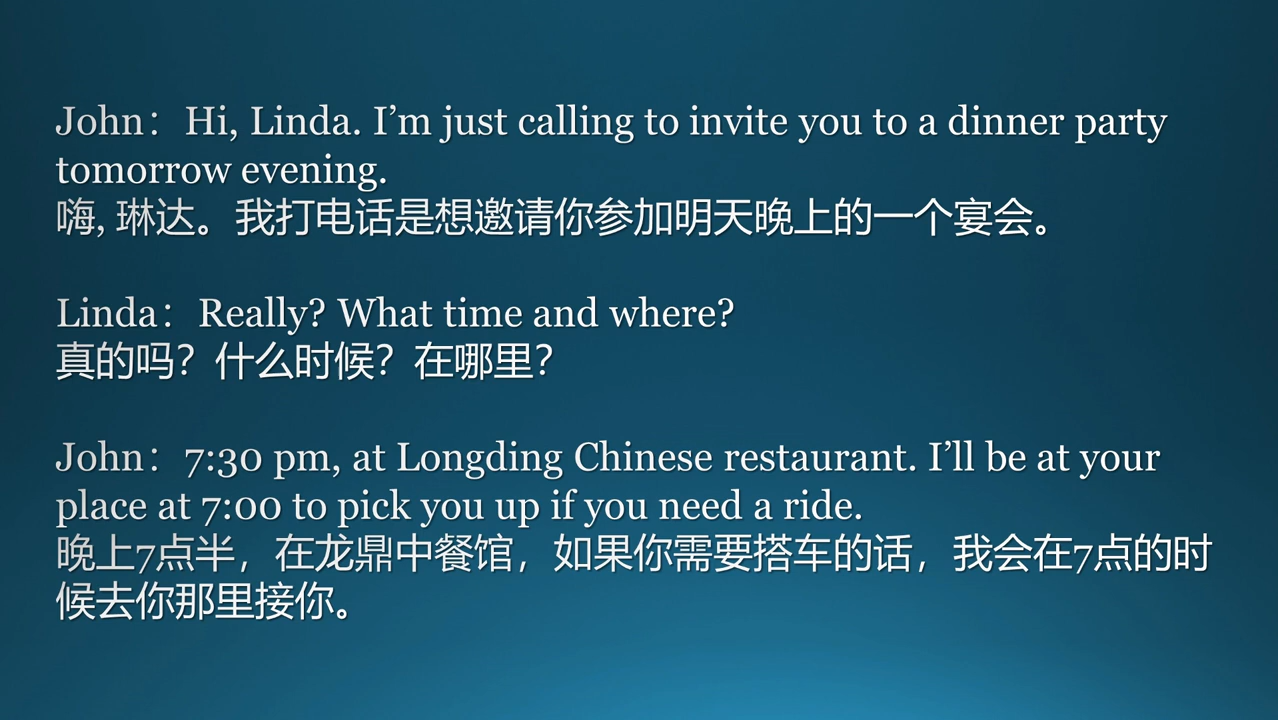 John：Hi, Linda. I’m just calling to invite you to a dinner party
tomorrow evening.
嗨, 琳达。我打电话是想邀请你参加明天晚上的一个宴会。
Linda：Really? What time and where?
真的吗？什么时候？在哪里？
John：7:30 pm, at Longding Chinese restaurant. I’ll be at your
place at 7:00 to pick you up if you need a ride.
晚上7点半，在龙鼎中餐馆，如果你需要搭车的话，我会在7点的时
候去你那里接你。